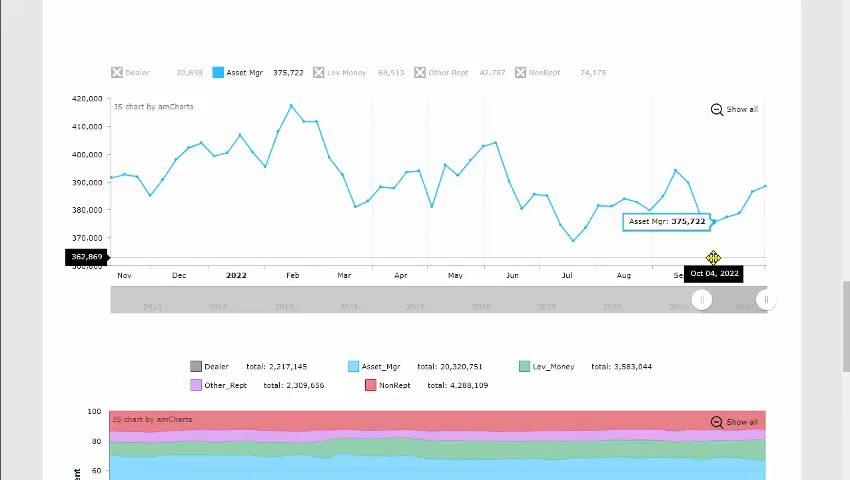 Dealer 30,698 Asset Mgr 375,722 Lev Money 68,913 Other Rept 42,787 NonRept 74,175
420,000
JS chart by amCharts
Show all
410,000
400,000
390,000
380,000
Asset Mgr: 375,722
370,000
362,869
Nov Dec 2022 Feb Mar Apr May Jun Jul Aug
Oct 04, 2022
2013 2014 2016 2017 2018 2019 2020 2021
Dealer total: 2,217,145 Asset_Mgr total: 20,320,751 Lev_Money total: 3,583,044
Other_Rept total: 2,309,656 NonRept total: 4,288,109
100
JS chart by amCharts
Show all
80
60